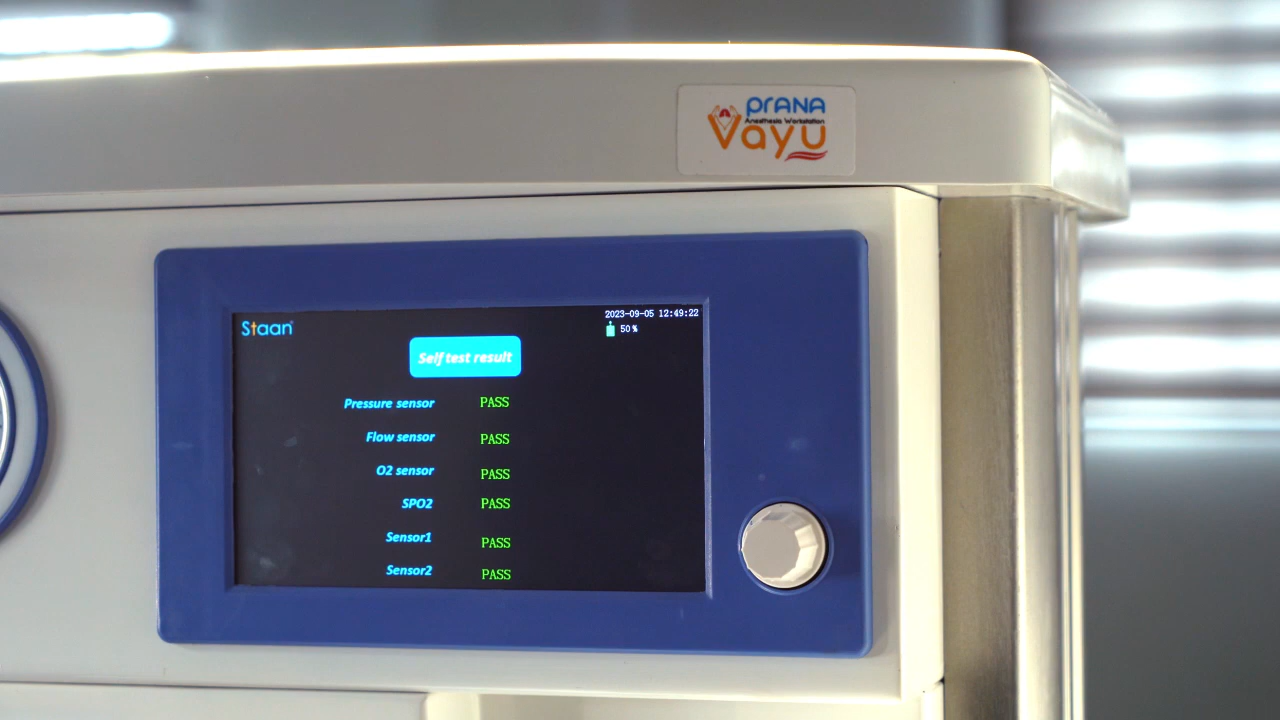 prANA
Anesthesia Workstation
Vayu
Staan
2023-09-05 12:49:22
50%
Self test result
Pressure sensor PASS
Flow sensor PASS
O2 sensor PASS
SPO2 PASS
Sensor1 PASS
Sensor2 PASS